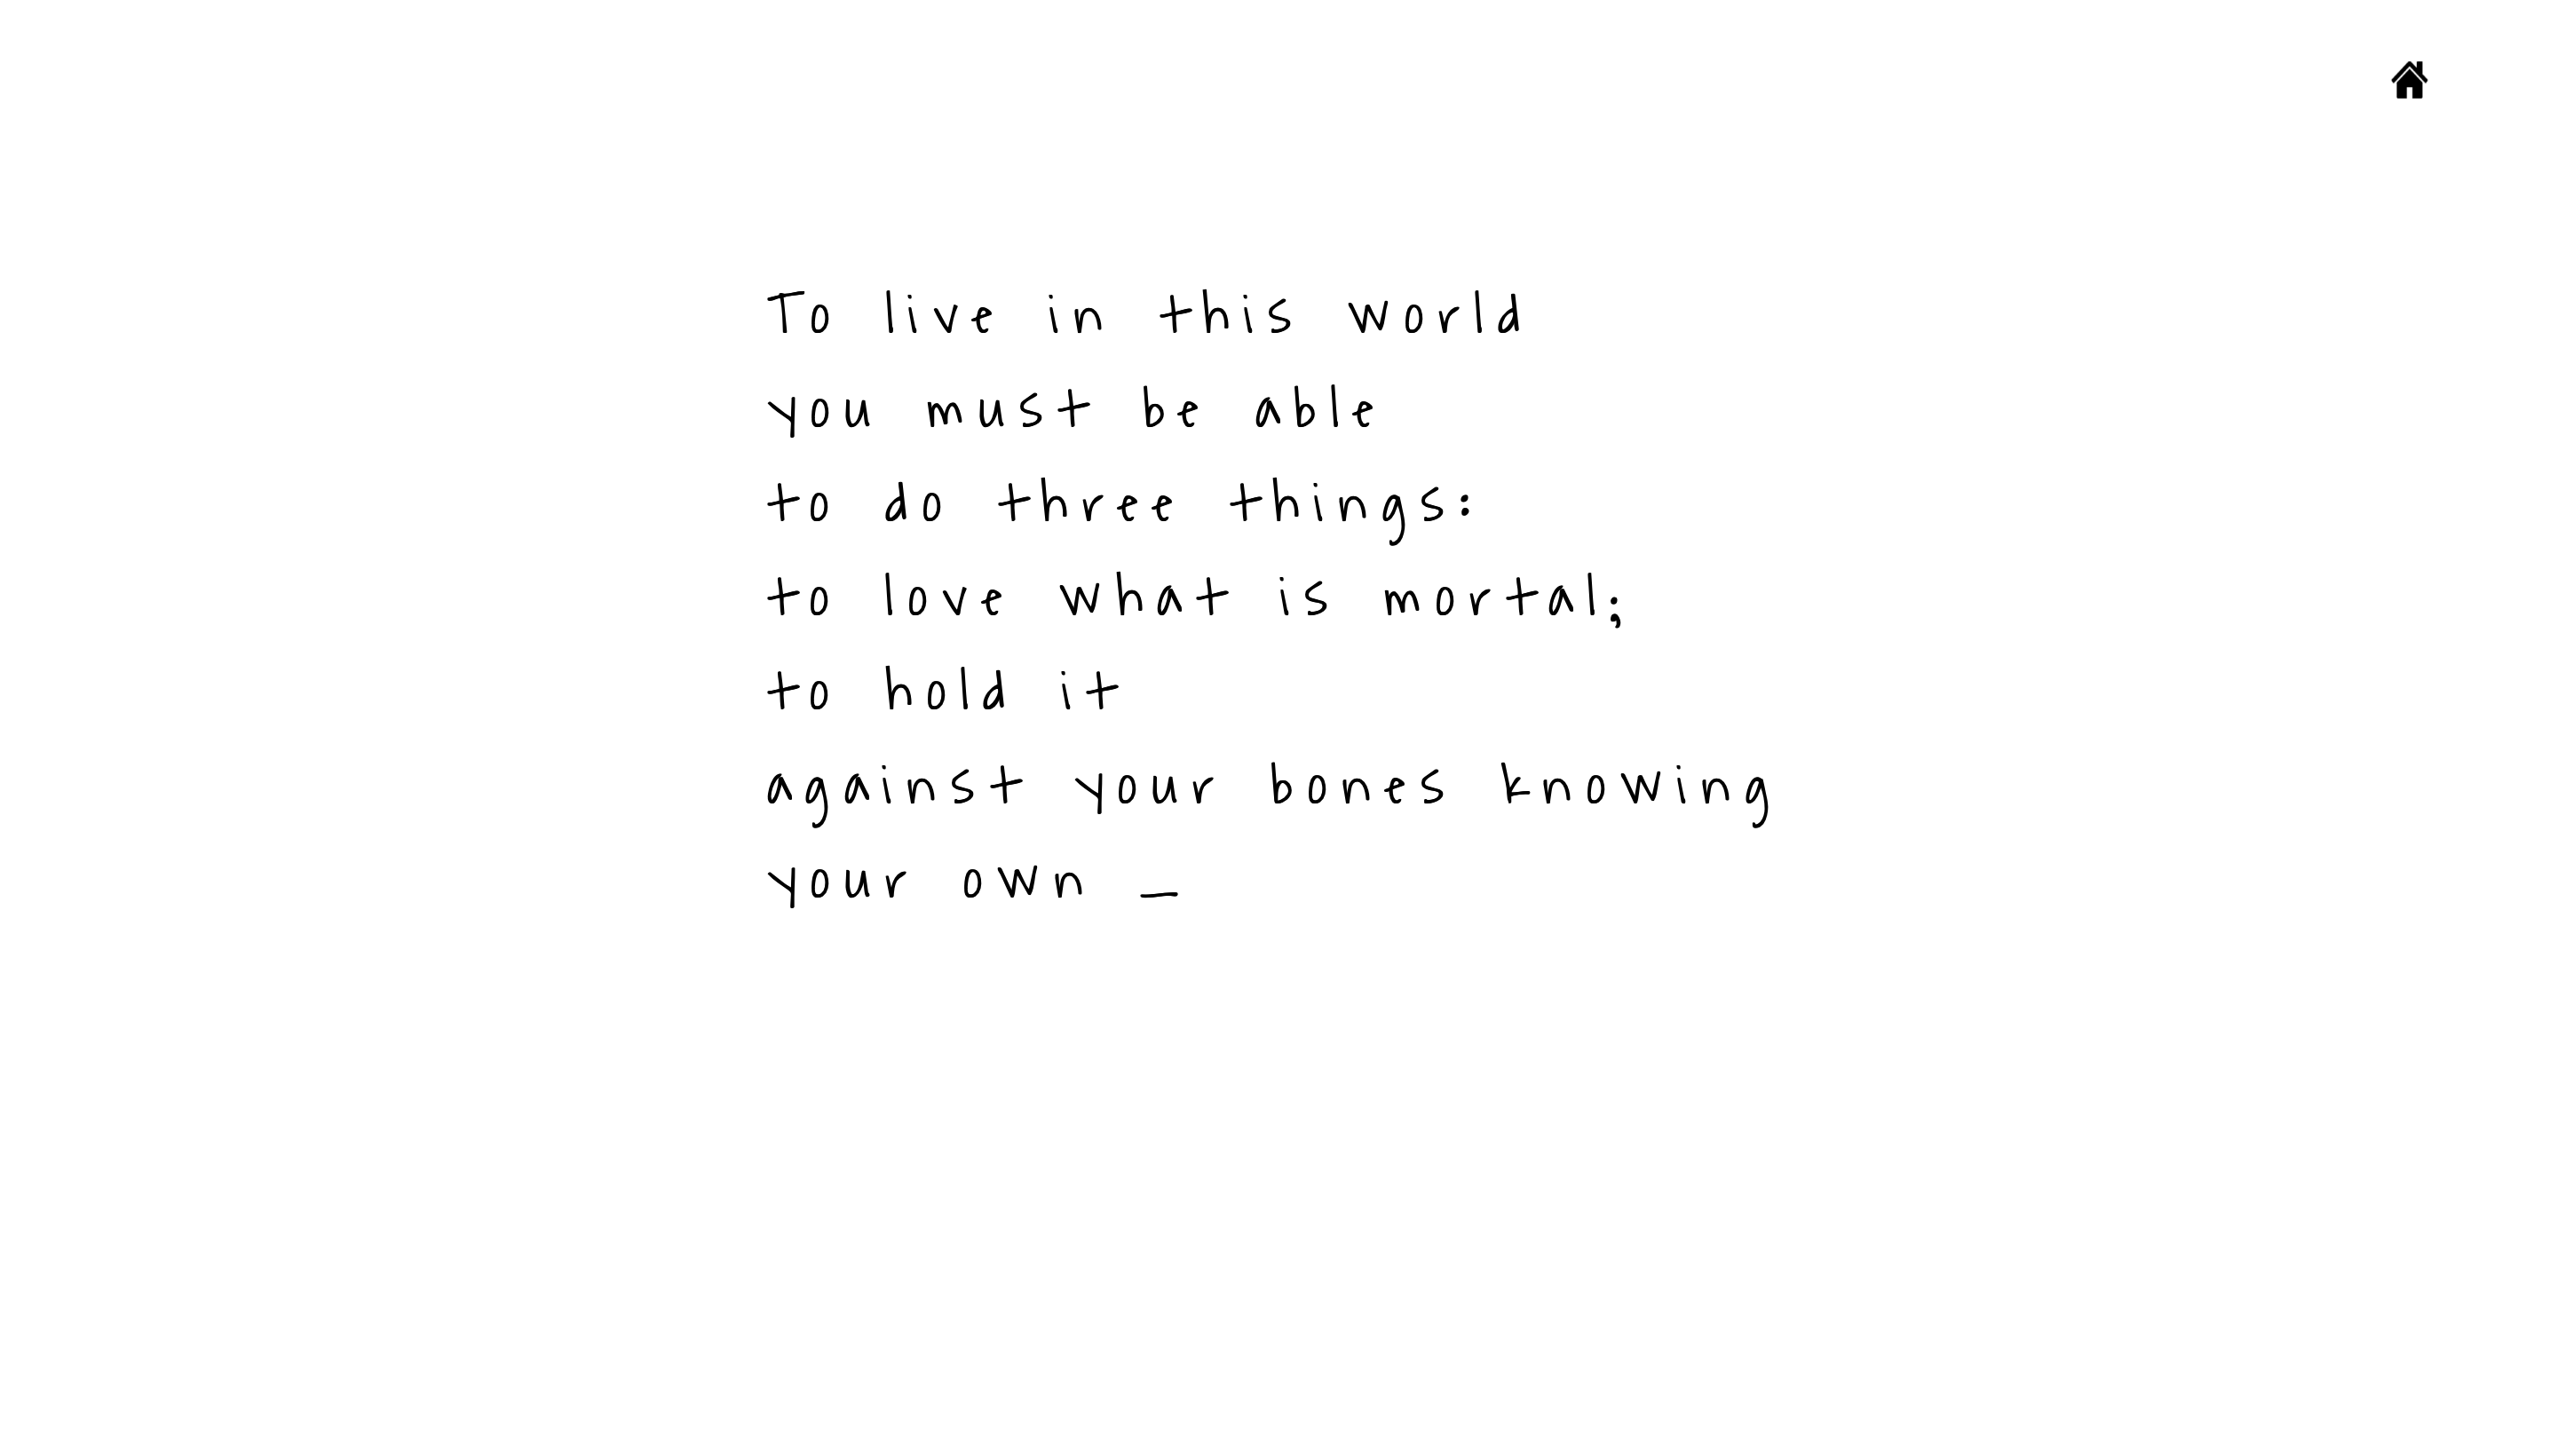 To live in this world
you must be able
to do three things:
to love what is mortal;
to hold it
against your bones knowing
your own _